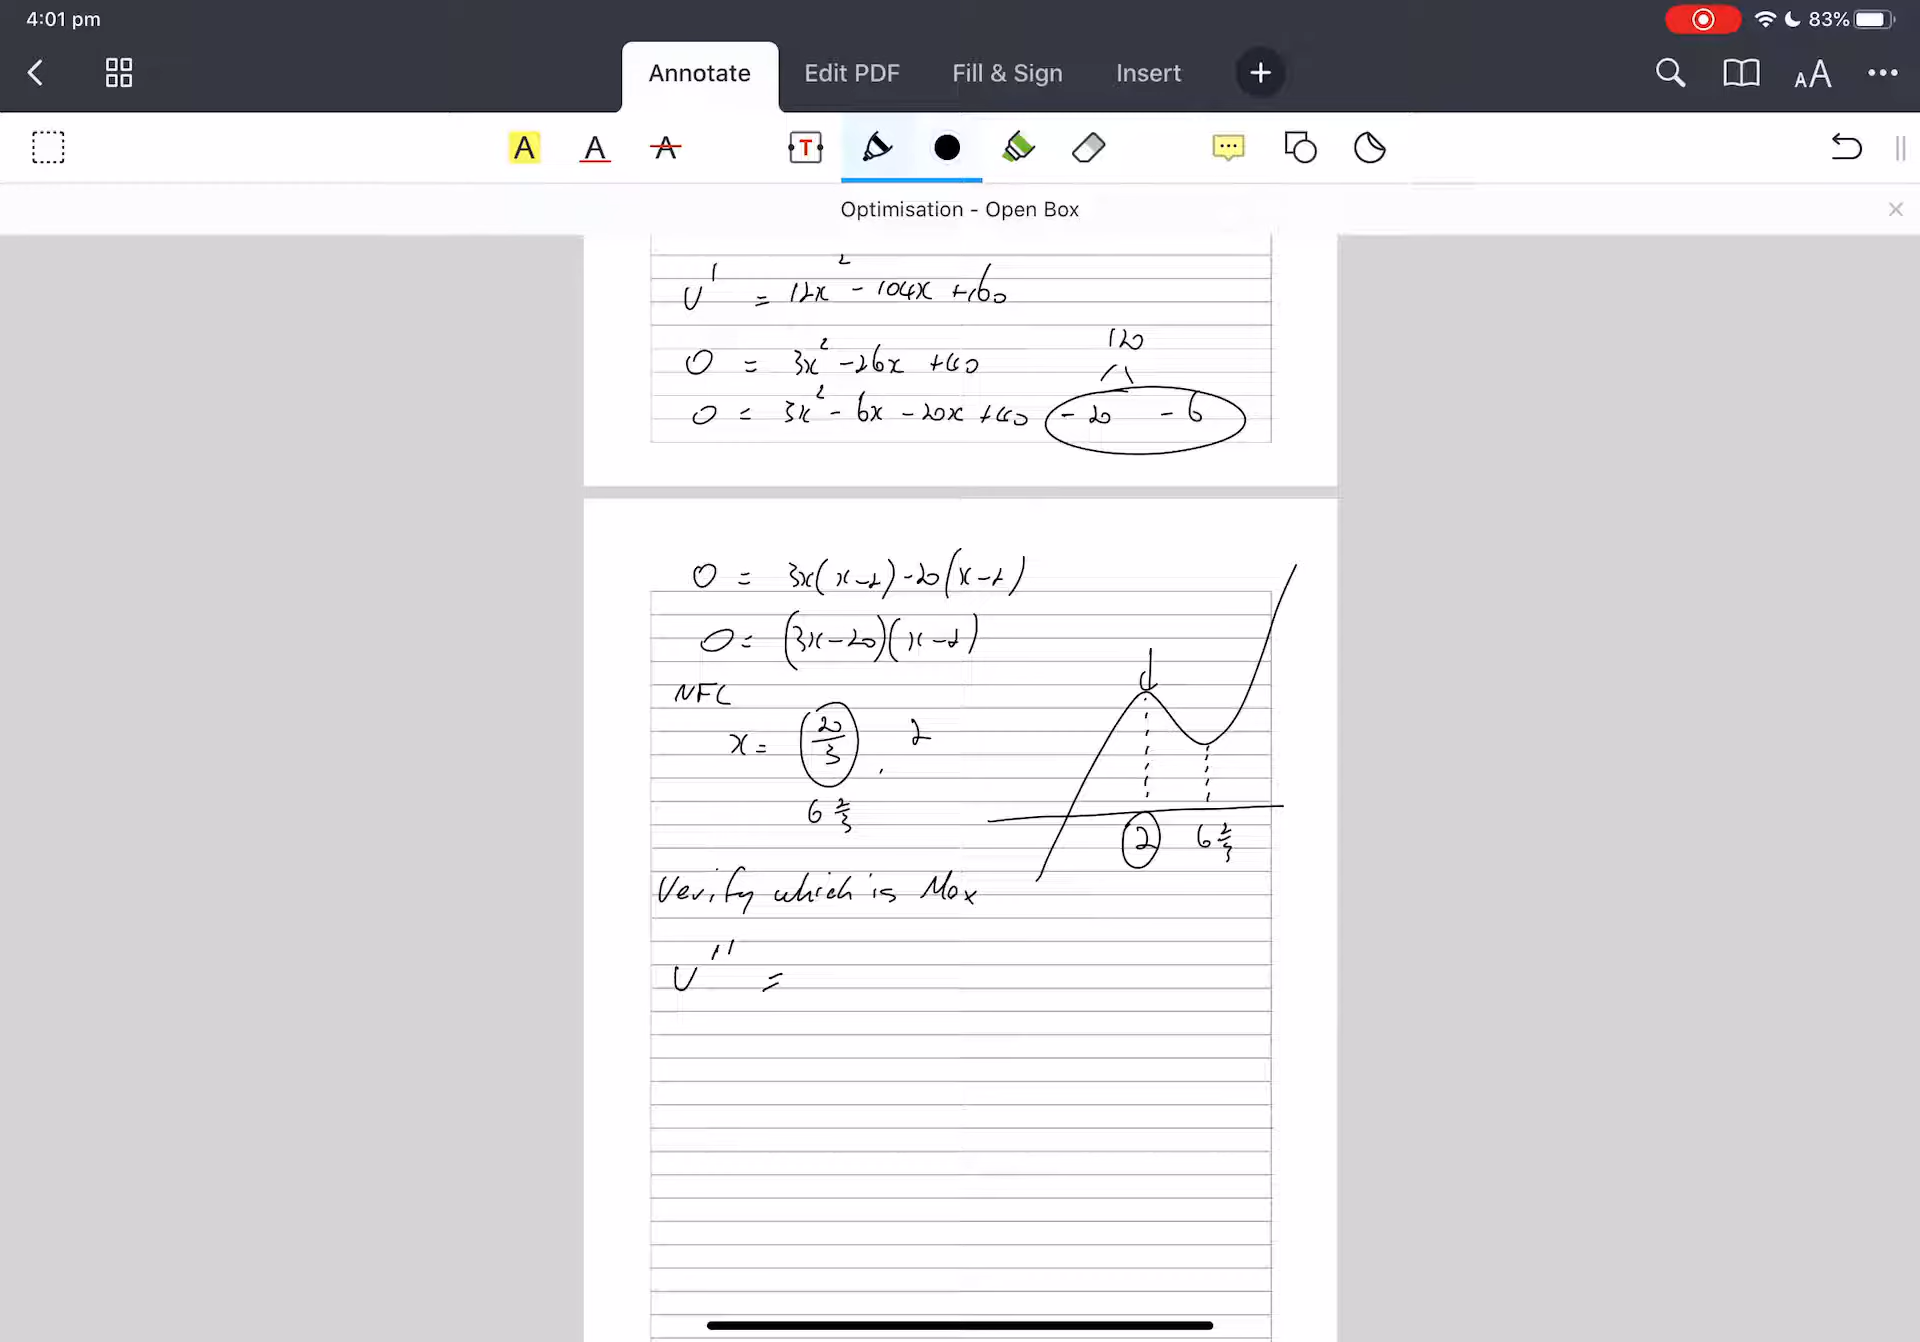 4:01 pm
83%
Annotate Edit PDF Fill & Sign Insert +
AA
A A A T
Optimisation - Open Box
V' = 12x² - 104x + 160
0 = 3x² - 26x + 40
120
0 = 3x² - 6x - 20x + 40
-20 -6
0 = 3x(x-2) - 20(x-2)
0 = (3x-20)(x-2)
NFL
x = 20/3, 2
6 2/3
2 6 2/3
Verify which is Max
V'' =